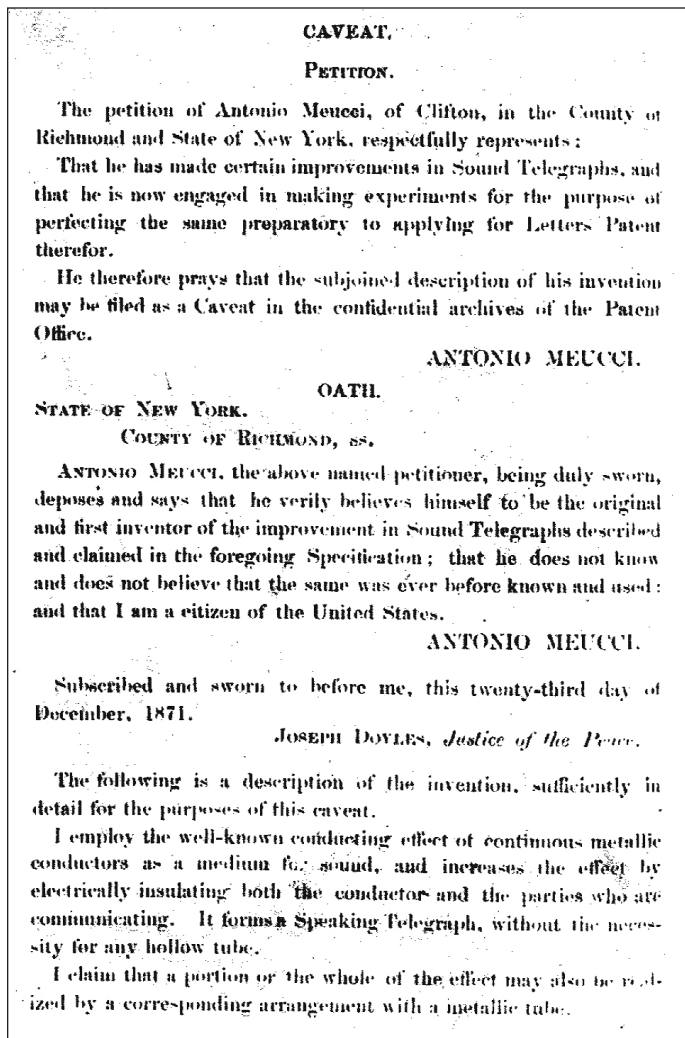 CAVEAT.
PETITION.
The petition of Antonio Meucci, of Clifton, in the County of
Richmond and State of New York, respectfully represents:
That he has made certain improvements in Sound Telegraphs, and
that he is now engaged in making experiments for the purpose of
perfecting the same preparatory to applying for Letters Patent
therefor.
He therefore prays that the subjoined description of his invention
may be filed as a Caveat in the confidential archives of the Patent
Office.
ANTONIO MEUCCI.
OATH.
STATE OF NEW YORK.
COUNTY OF RICHMOND, ss.
ANTONIO MEUCCI, the above named petitioner, being duly sworn,
deposes and says that he verily believes himself to be the original
and first inventor of the improvement in Sound Telegraphs described
and claimed in the foregoing Specification; that he does not know
and does not believe that the same was ever before known and used:
and that I am a citizen of the United States.
ANTONIO MEUCCI.
Subscribed and sworn to before me, this twenty-third day of
December, 1871.
JOSEPH DOYLES, Justice of the Peace.
The following is a description of the invention, sufficiently in
detail for the purposes of this caveat.
I employ the well-known conducting effect of continuous metallic
conductors as a medium for sound, and increases the effect by
electrically insulating both the conductor and the parties who are
communicating. It forms a Speaking Telegraph, without the neces-
sity for any hollow tube.
I claim that a portion or the whole of the effect may also be real-
ized by a corresponding arrangement with a metallic tube.